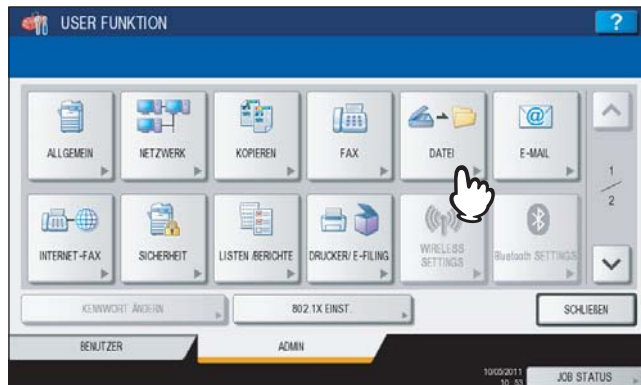 USER FUNKTION ?
ALLGEMEIN NETZWERK KOPIEREN FAX DATEI E-MAIL
1
2
INTERNET-FAX SICHERHEIT LISTEN /BERICHTE DRUCKER/ E-FILING WIRELESS SETTINGS Bluetooth SETTINGS
KENNWORT ÄNDERN 802.1X EINST. SCHLIEßEN
BENUTZER ADMIN
10/03/2011
10 : 53 JOB STATUS